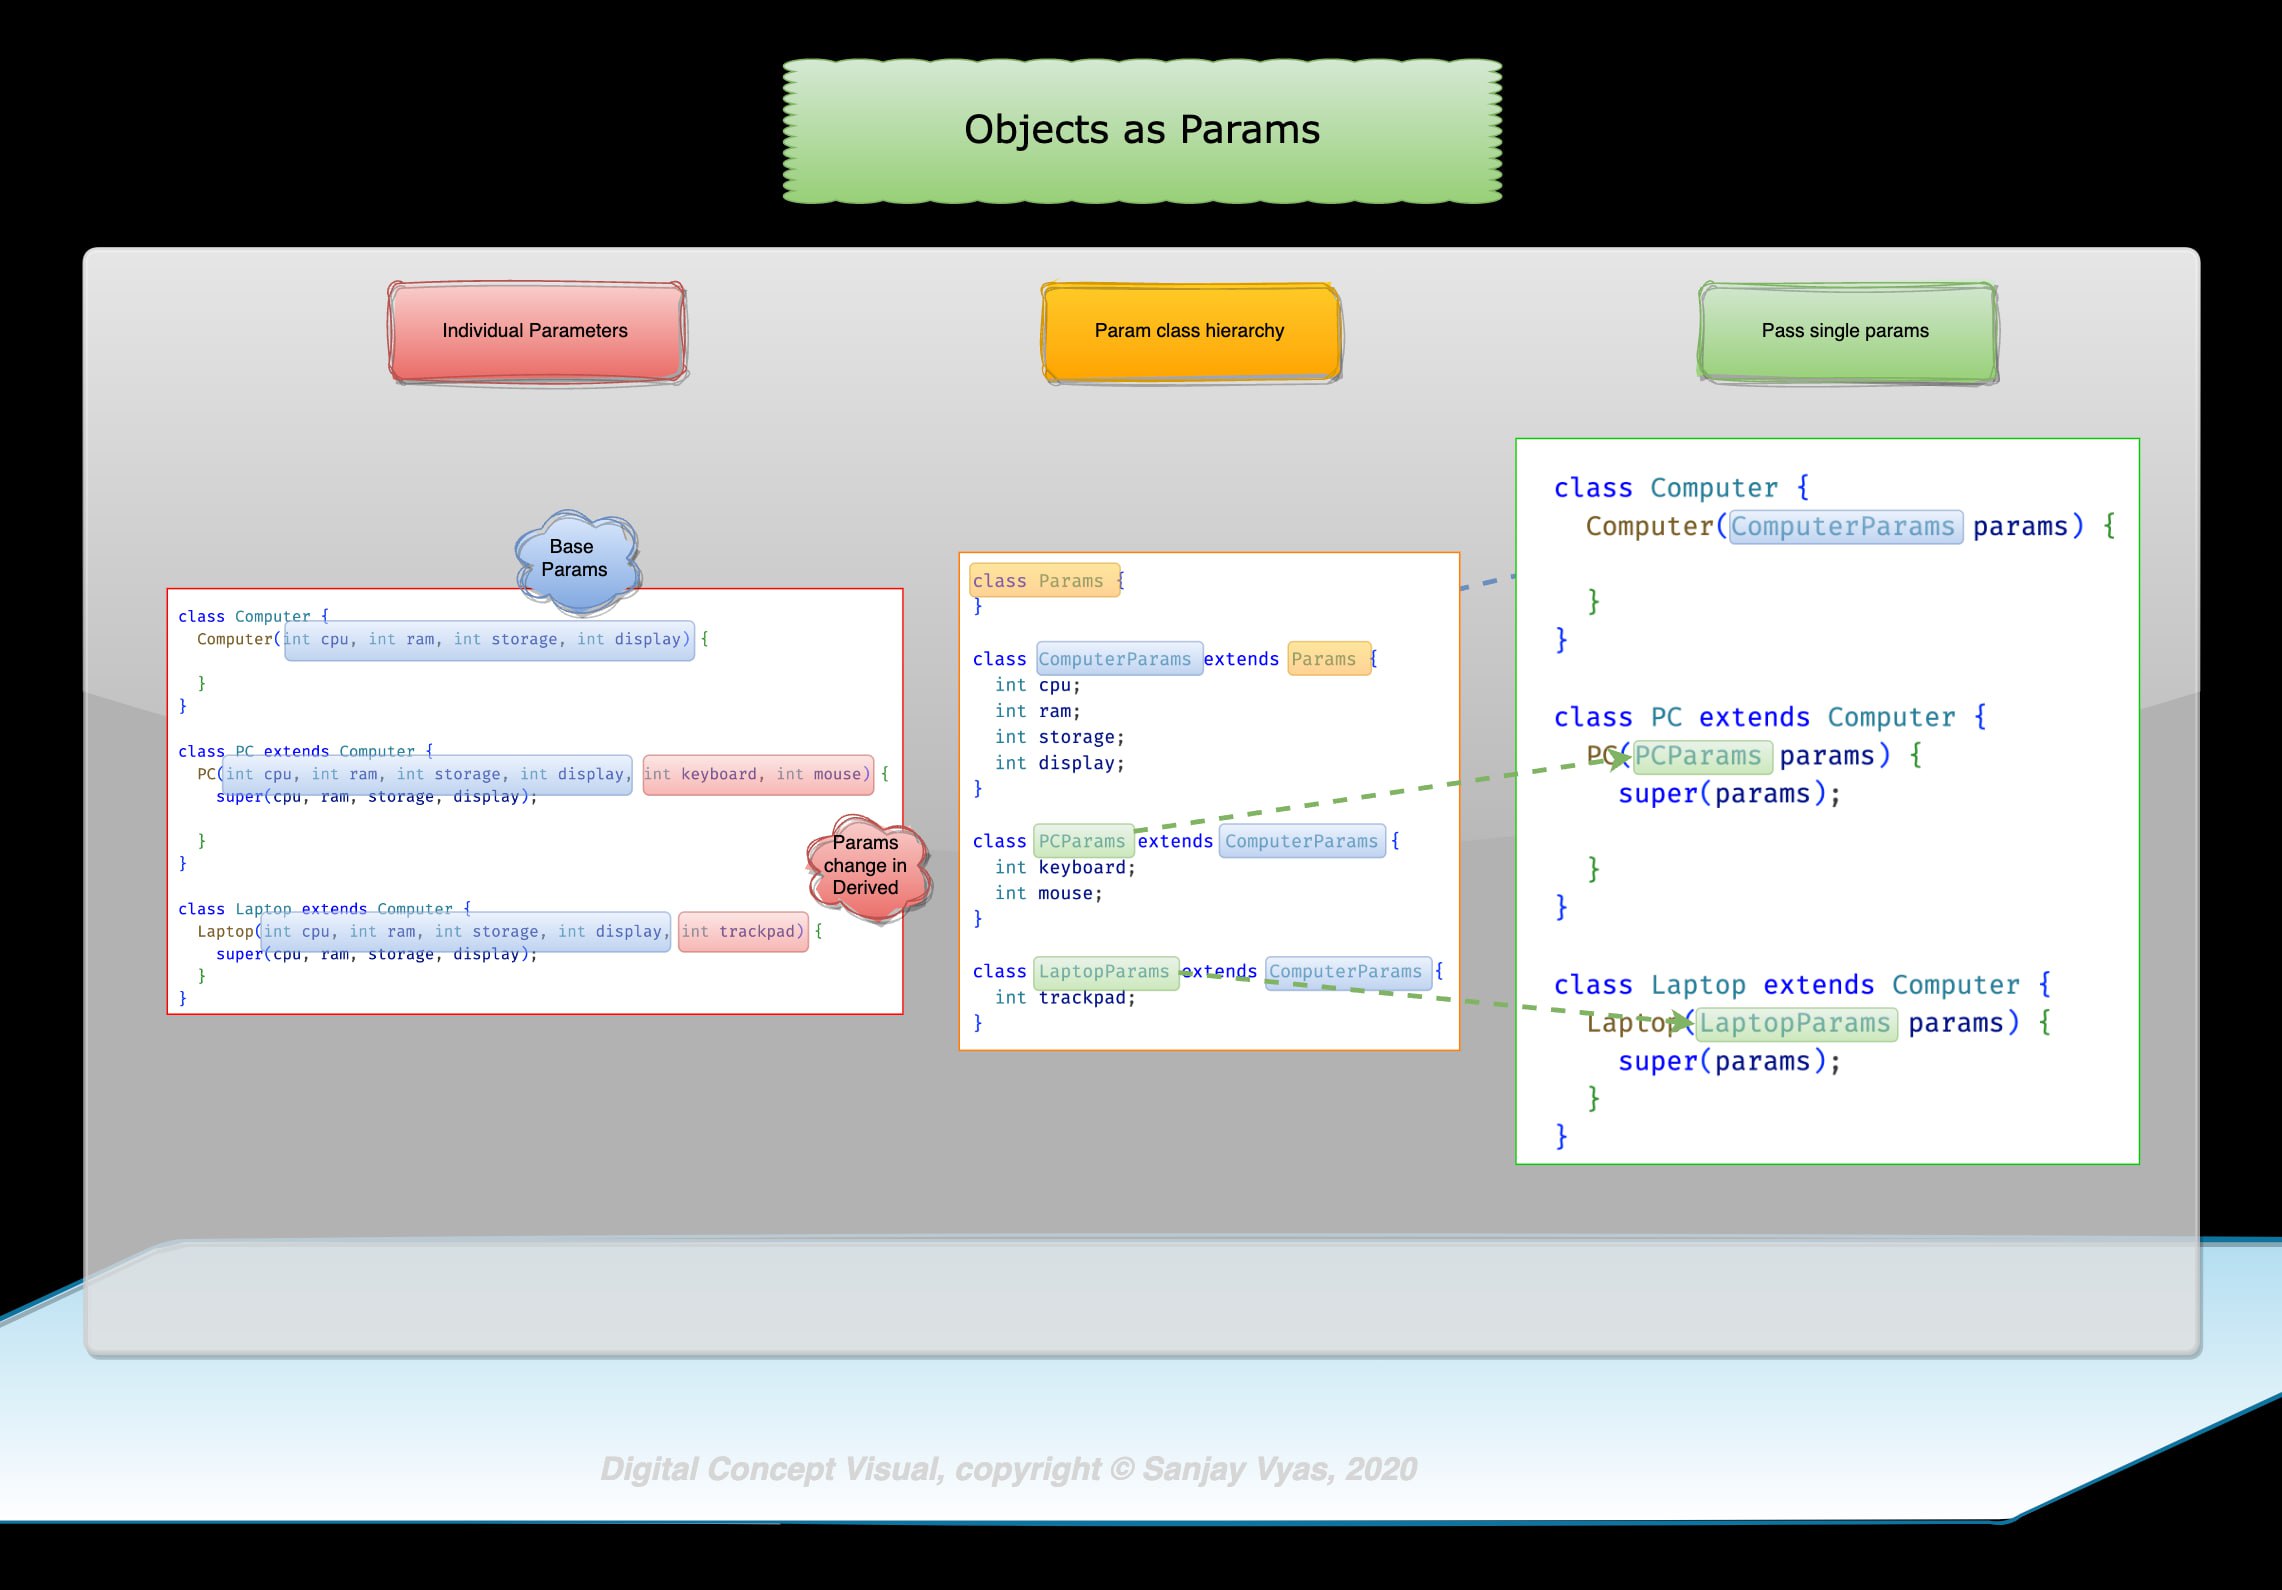 Objects as Params
Individual Parameters
Param class hierarchy
Pass single params
Base
Params
class Computer {
Computer(int cpu, int ram, int storage, int display) {
}
}
class PC extends Computer {
PC(int cpu, int ram, int storage, int display, int keyboard, int mouse) {
super(cpu, ram, storage, display);
}
}
class Laptop extends Computer {
Laptop(int cpu, int ram, int storage, int display, int trackpad) {
super(cpu, ram, storage, display);
}
}
Params
change in
Derived
class Params {
}
class ComputerParams extends Params {
int cpu;
int ram;
int storage;
int display;
}
class PCParams extends ComputerParams {
int keyboard;
int mouse;
}
class LaptopParams extends ComputerParams {
int trackpad;
}
class Computer {
Computer(ComputerParams params) {
}
}
class PC extends Computer {
PC(PCParams params) {
super(params);
}
}
class Laptop extends Computer {
Laptop(LaptopParams params) {
super(params);
}
}
Digital Concept Visual, copyright © Sanjay Vyas, 2020